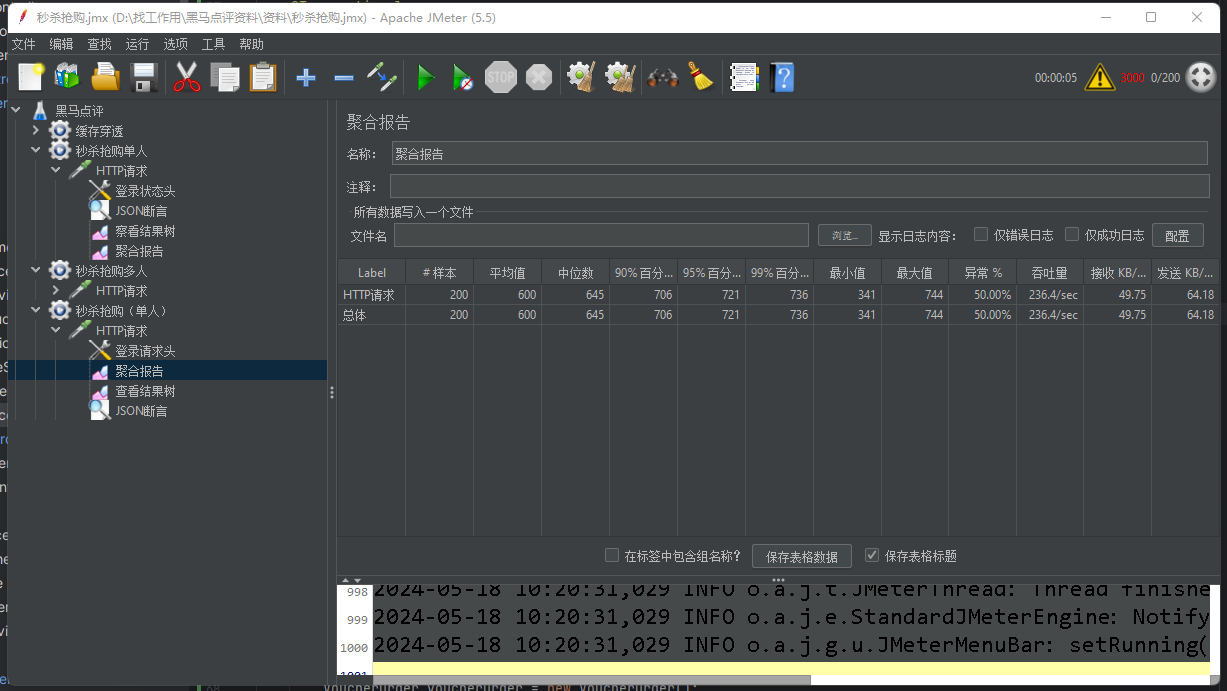 秒杀抢购.jmx (D:\找工作用\黑马点评资料\资料\秒杀抢购.jmx) - Apache JMeter (5.5)
文件 编辑 查找 运行 选项 工具 帮助
STOP
00:00:05 3000 0/200
黑马点评
缓存穿透
秒杀抢购单人
HTTP请求
登录状态头
JSON断言
察看结果树
聚合报告
秒杀抢购多人
HTTP请求
秒杀抢购（单人）
HTTP请求
登录请求头
聚合报告
查看结果树
JSON断言
聚合报告
名称： 聚合报告
注释：
所有数据写入一个文件
文件名 浏览... 显示日志内容： 仅错误日志 仅成功日志 配置
Label # 样本 平均值 中位数 90% 百分... 95% 百分... 99% 百分... 最小值 最大值 异常 % 吞吐量 接收 KB/... 发送 KB/...
HTTP请求 200 600 645 706 721 736 341 744 50.00% 236.4/sec 49.75 64.18
总体 200 600 645 706 721 736 341 744 50.00% 236.4/sec 49.75 64.18
在标签中包含组名称？ 保存表格数据 保存表格标题
998 2024-05-18 10:20:31,029 INFO o.a.j.t.JMeterThread: Thread finishe
999 2024-05-18 10:20:31,029 INFO o.a.j.e.StandardJMeterEngine: Notify
1000 2024-05-18 10:20:31,029 INFO o.a.j.g.u.JMeterMenuBar: setRunning(
1001
68 VoucherOrder voucherOrder = new VoucherOrder();